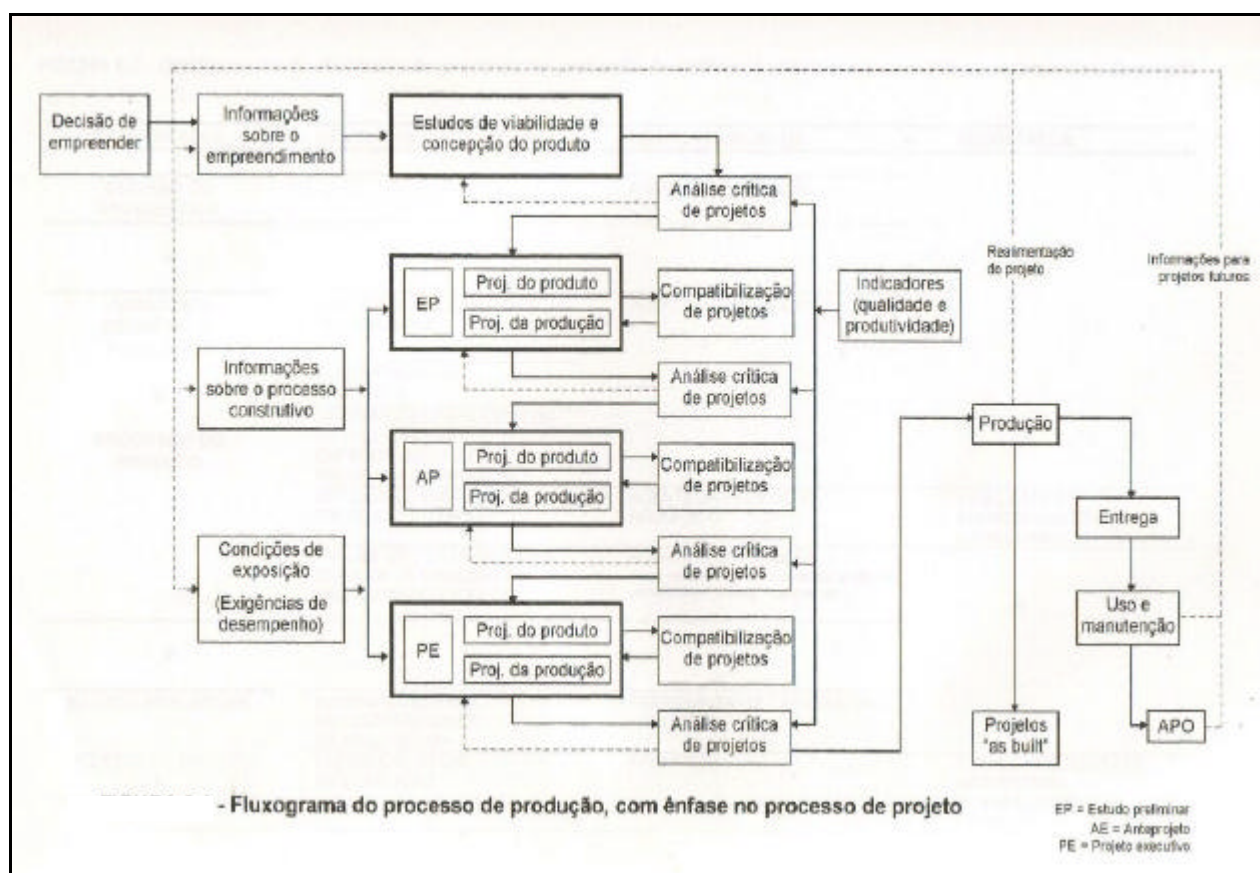 Decisão de
empreender
Informações
sobre o
empreendimento
Estudos de viabilidade e
concepção do produto
Análise crítica
de projetos
EP
Proj. do produto
Proj. da produção
Compatibilização
de projetos
Indicadores
(qualidade e
produtividade)
Realimentação
do projeto
Informações para
projetos futuros
Informações
sobre o processo
construtivo
Análise crítica
de projetos
AP
Proj. do produto
Proj. da produção
Compatibilização
de projetos
Produção
Entrega
Condições de
exposição
(Exigências de
desempenho)
Análise crítica
de projetos
PE
Proj. do produto
Proj. da produção
Compatibilização
de projetos
Uso e
manutenção
Análise crítica
de projetos
Projetos
"as built"
APO
- Fluxograma do processo de produção, com ênfase no processo de projeto
EP = Estudo preliminar
AE = Anteprojeto
PE = Projeto executivo